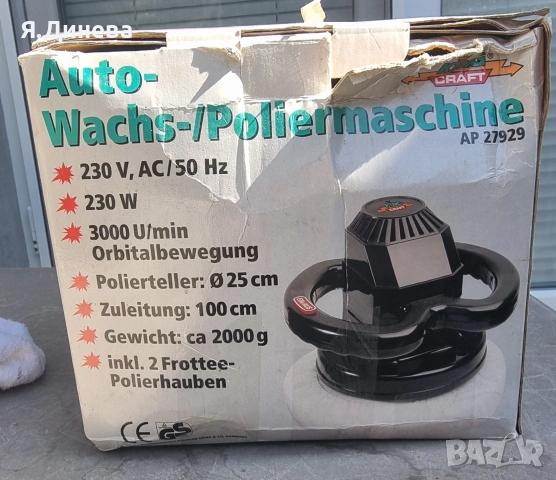 Я.Динева
CRAFT
Auto-
Wachs-/Poliermaschine
AP 27929
230 V, AC/50 Hz
230 W
3000 U/min
Orbitalbewegung
Polierteller: Ø 25 cm
Zuleitung: 100 cm
Gewicht: ca 2000 g
inkl. 2 Frottee-
Polierhauben
CE GS
BAZAR